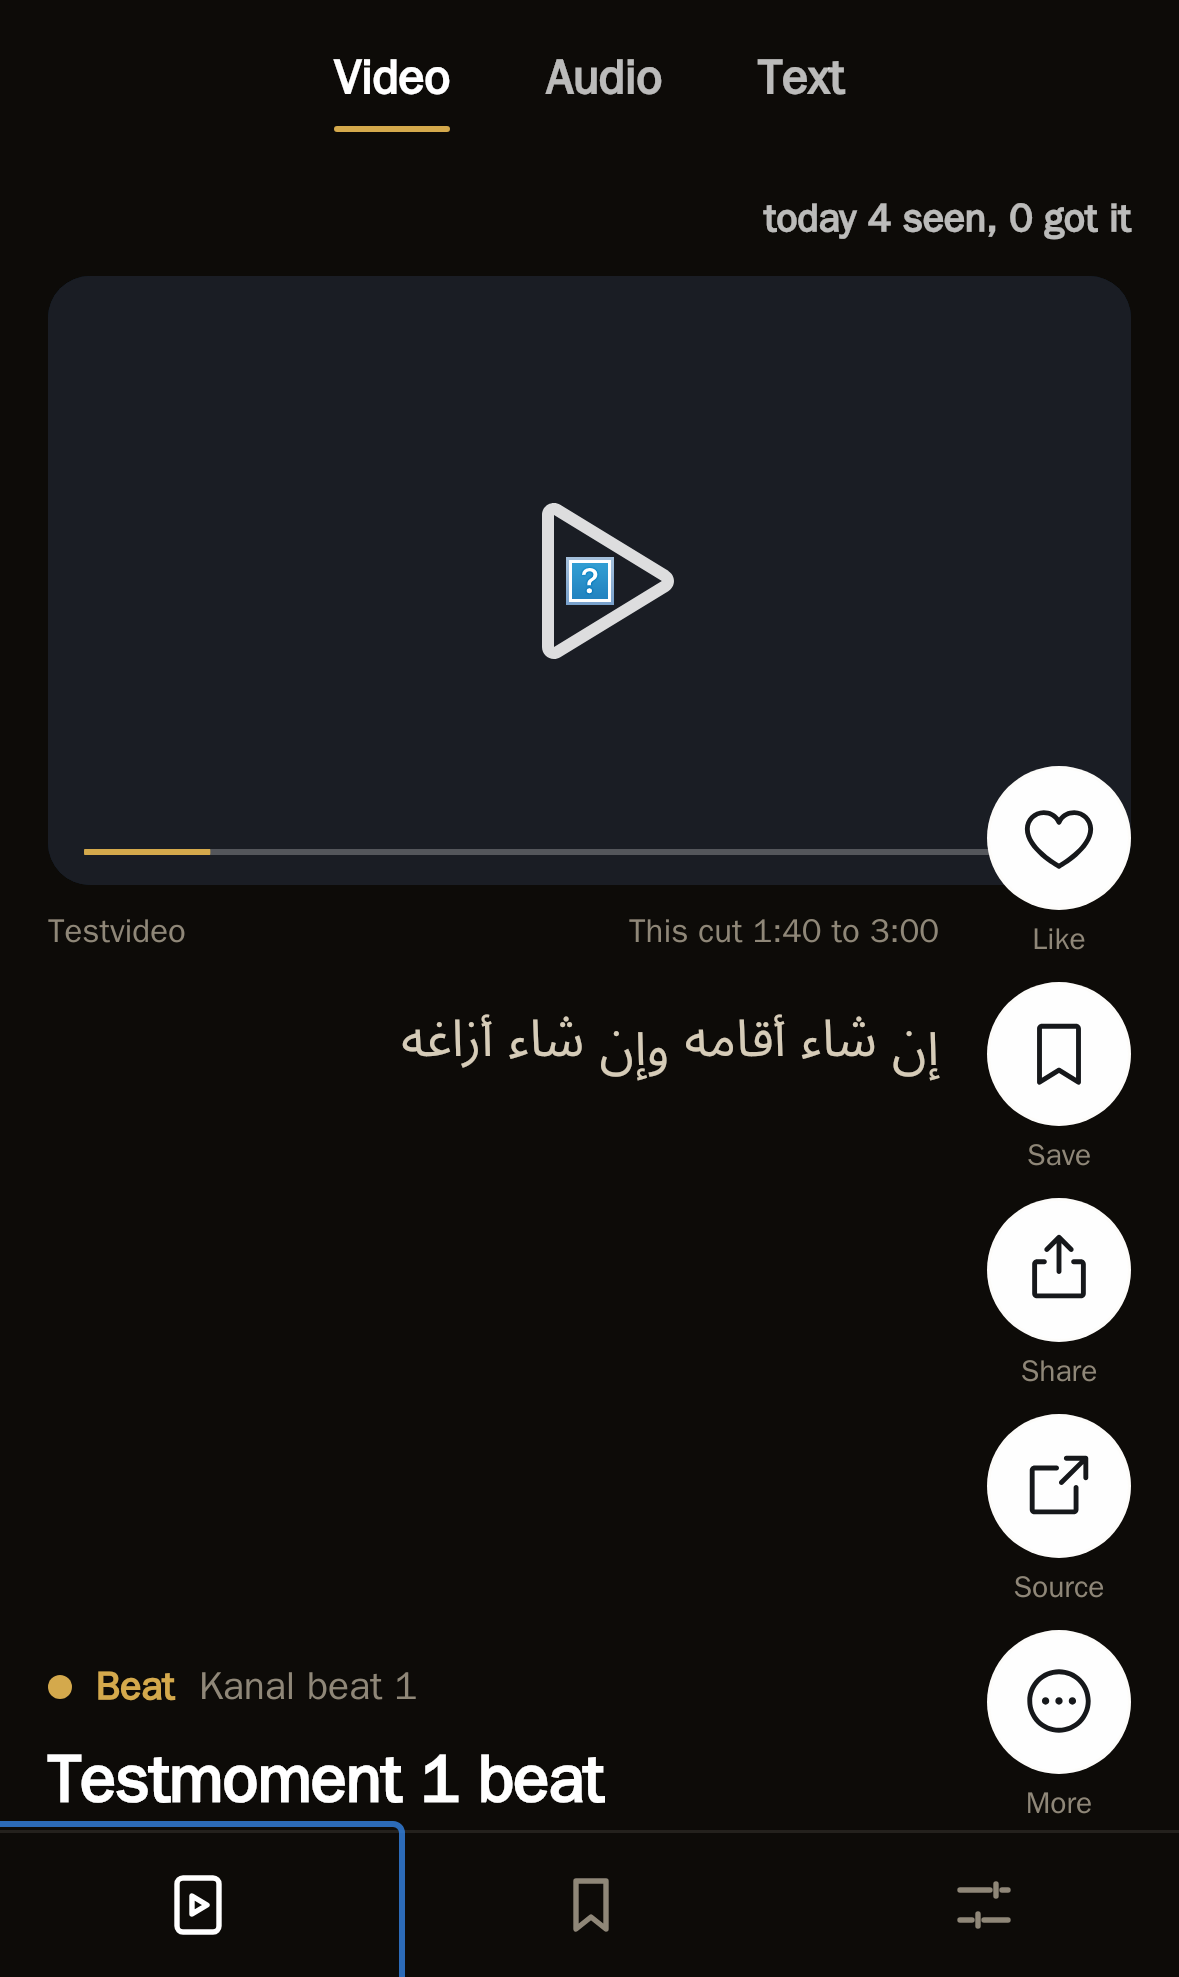 Video Audio Text
today 4 seen, 0 got it
?
Testvideo This cut 1:40 to 3:00
Like
إن شاء أقامه وإن شاء أزاغه
Save
Share
Source
Beat Kanal beat 1
Testmoment 1 beat
More